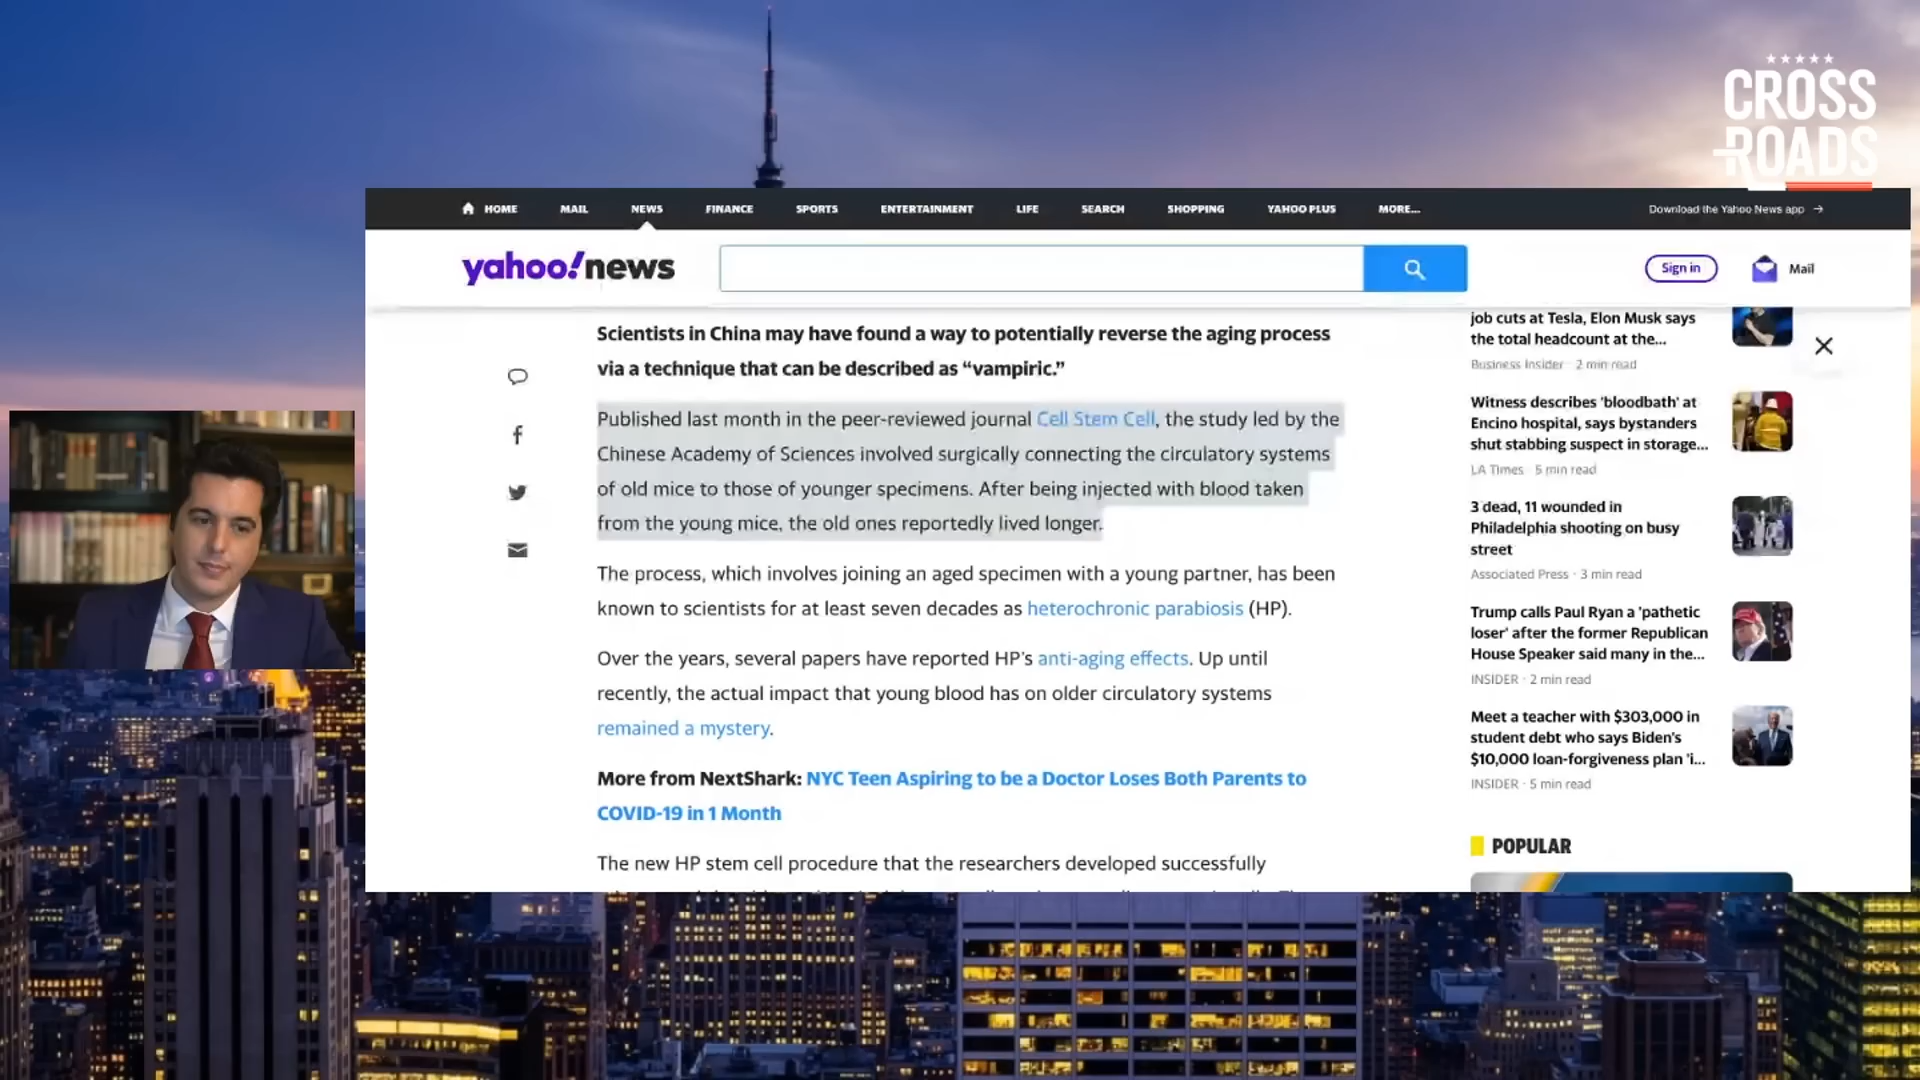 CROSS
ROADS
HOME MAIL NEWS FINANCE SPORTS ENTERTAINMENT LIFE SEARCH SHOPPING YAHOO PLUS MORE... Download the Yahoo News app →
yahoo!news
Sign in
Mail
Scientists in China may have found a way to potentially reverse the aging process
via a technique that can be described as “vampiric.”
Published last month in the peer-reviewed journal Cell Stem Cell, the study led by the
Chinese Academy of Sciences involved surgically connecting the circulatory systems
of old mice to those of younger specimens. After being injected with blood taken
from the young mice, the old ones reportedly lived longer.
The process, which involves joining an aged specimen with a young partner, has been
known to scientists for at least seven decades as heterochronic parabiosis (HP).
Over the years, several papers have reported HP’s anti-aging effects. Up until
recently, the actual impact that young blood has on older circulatory systems
remained a mystery.
More from NextShark: NYC Teen Aspiring to be a Doctor Loses Both Parents to
COVID-19 in 1 Month
The new HP stem cell procedure that the researchers developed successfully
job cuts at Tesla, Elon Musk says
the total headcount at the...
Business Insider · 2 min read
Witness describes 'bloodbath' at
Encino hospital, says bystanders
shut stabbing suspect in storage...
LA Times · 5 min read
3 dead, 11 wounded in
Philadelphia shooting on busy
street
Associated Press · 3 min read
Trump calls Paul Ryan a 'pathetic
loser' after the former Republican
House Speaker said many in the...
INSIDER · 2 min read
Meet a teacher with $303,000 in
student debt who says Biden's
$10,000 loan-forgiveness plan 'i...
INSIDER · 5 min read
POPULAR